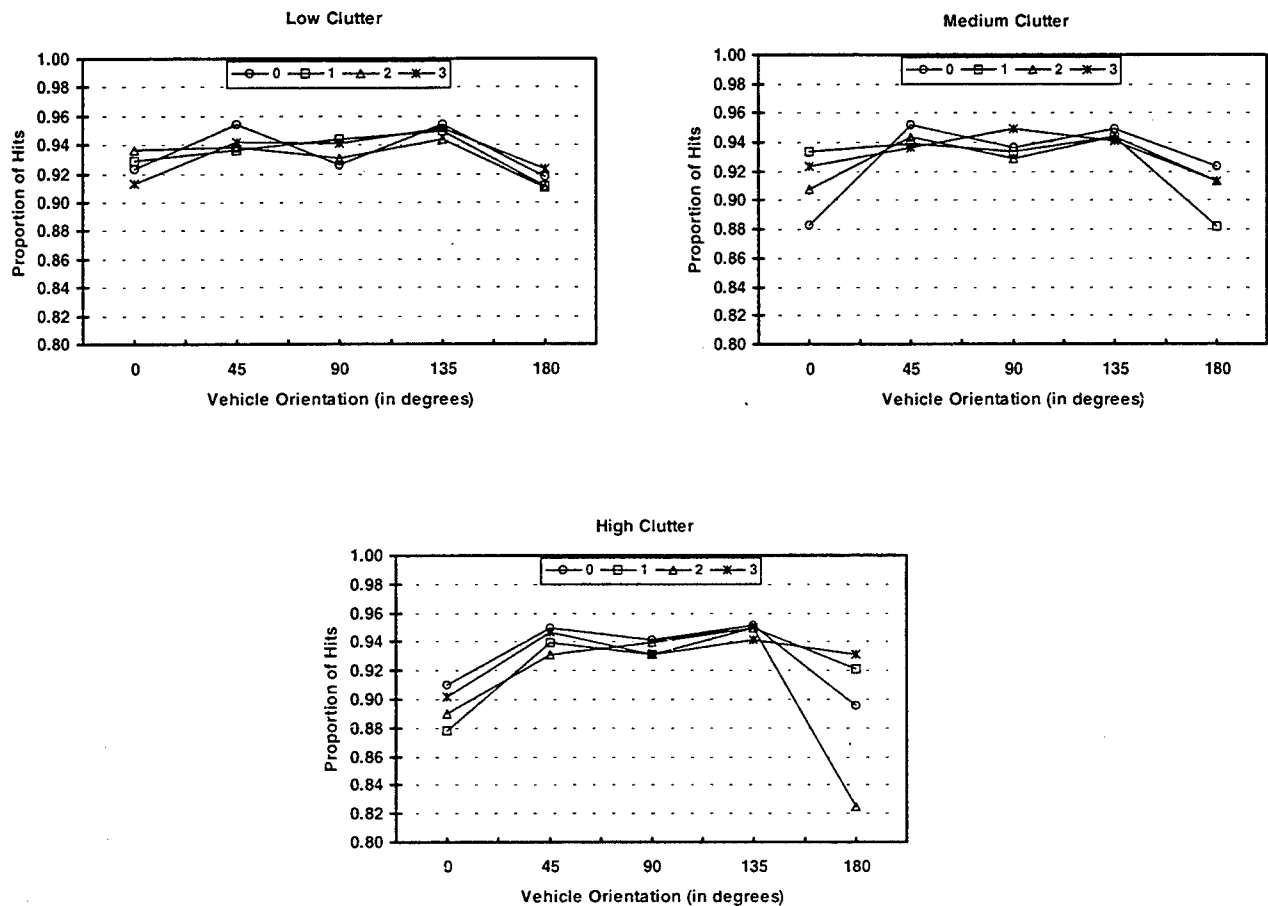 Low Clutter
1.00
0.98
0.96
0.94
0.92
0.90
0.88
0.86
0.84
0.82
0.80
0 1 2 3
Proportion of Hits
0 45 90 135 180
Vehicle Orientation (in degrees)
Medium Clutter
1.00
0.98
0.96
0.94
0.92
0.90
0.88
0.86
0.84
0.82
0.80
0 1 2 3
Proportion of Hits
0 45 90 135 180
Vehicle Orientation (in degrees)
High Clutter
1.00
0.98
0.96
0.94
0.92
0.90
0.88
0.86
0.84
0.82
0.80
0 1 2 3
Proportion of Hits
0 45 90 135 180
Vehicle Orientation (in degrees)